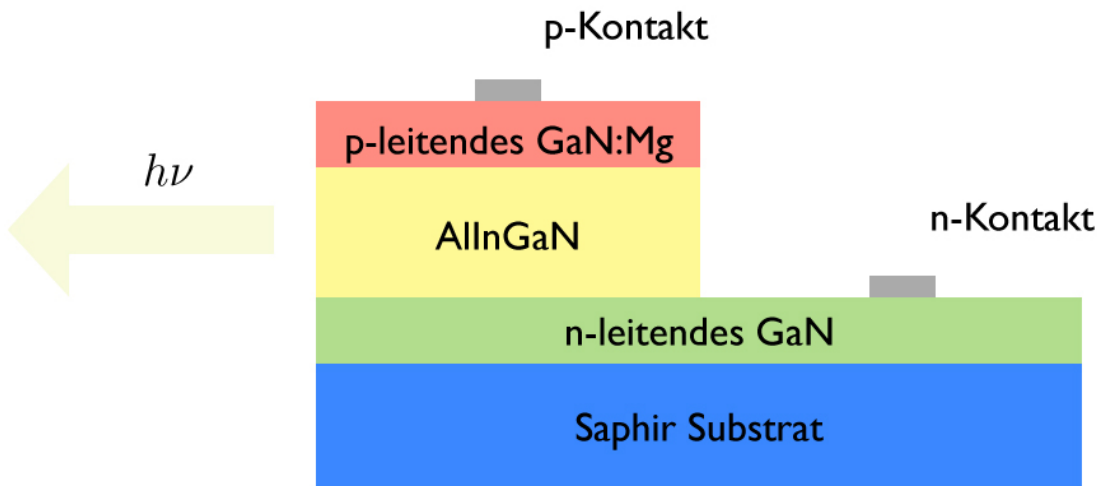 p-Kontakt
p-leitendes GaN:Mg
hν
AlInGaN
n-Kontakt
n-leitendes GaN
Saphir Substrat